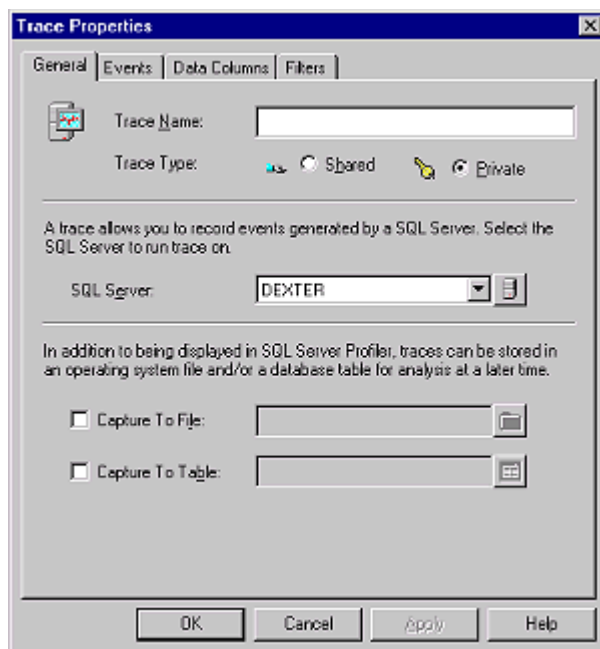 Trace Properties
General Events Data Columns Filters
Trace Name:
Trace Type: Shared Private
A trace allows you to record events generated by a SQL Server. Select the
SQL Server to run trace on.
SQL Server: DEXTER
In addition to being displayed in SQL Server Profiler, traces can be stored in
an operating system file and/or a database table for analysis at a later time.
Capture To File:
Capture To Table:
OK Cancel Apply Help